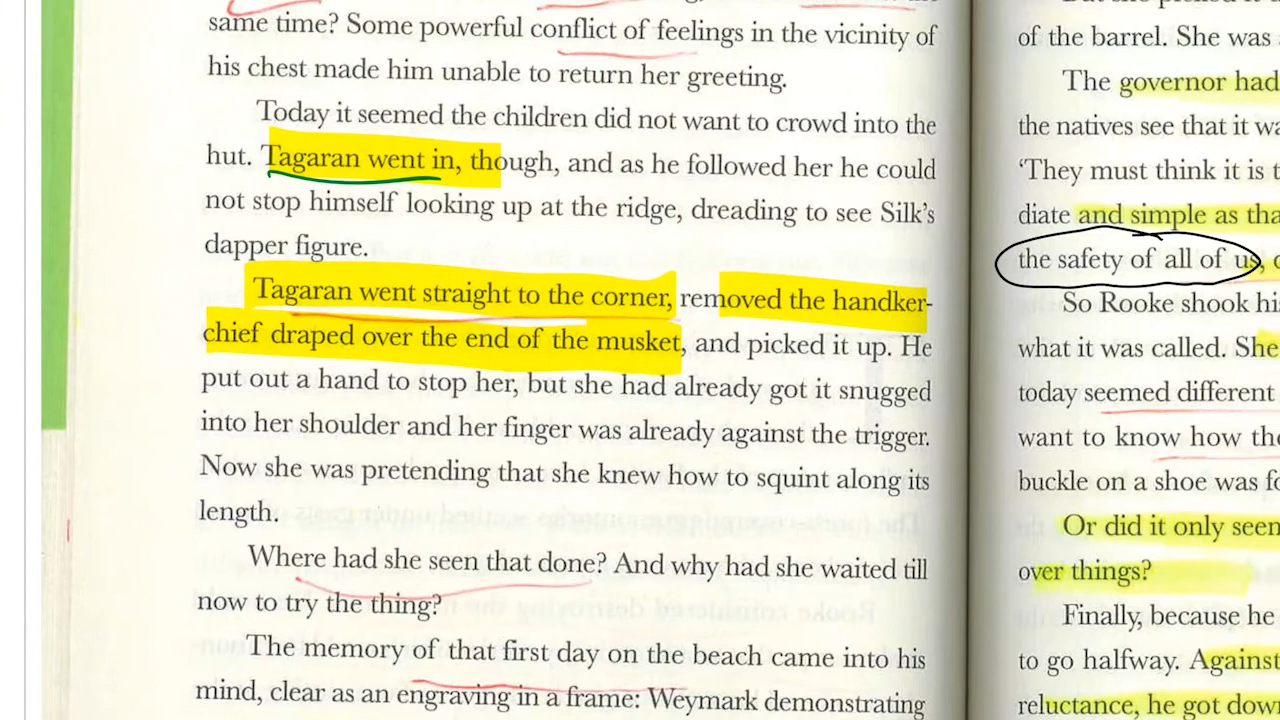 same time? Some powerful conflict of feelings in the vicinity of
his chest made him unable to return her greeting.
Today it seemed the children did not want to crowd into the
hut. Tagaran went in, though, and as he followed her he could
not stop himself looking up at the ridge, dreading to see Silk's
dapper figure.
Tagaran went straight to the corner, removed the handker-
chief draped over the end of the musket, and picked it up. He
put out a hand to stop her, but she had already got it snugged
into her shoulder and her finger was already against the trigger.
Now she was pretending that she knew how to squint along its
length.
Where had she seen that done? And why had she waited till
now to try the thing?
The memory of that first day on the beach came into his
mind, clear as an engraving in a frame: Weymark demonstrating
of the barrel. She was
The governor had
the natives see that it wa
'They must think it is t
diate and simple as tha
the safety of all of us,
So Rooke shook hi
what it was called. She
today seemed different
want to know how the
buckle on a shoe was fo
Or did it only seem
over things?
Finally, because he
to go halfway. Against
reluctance, he got down